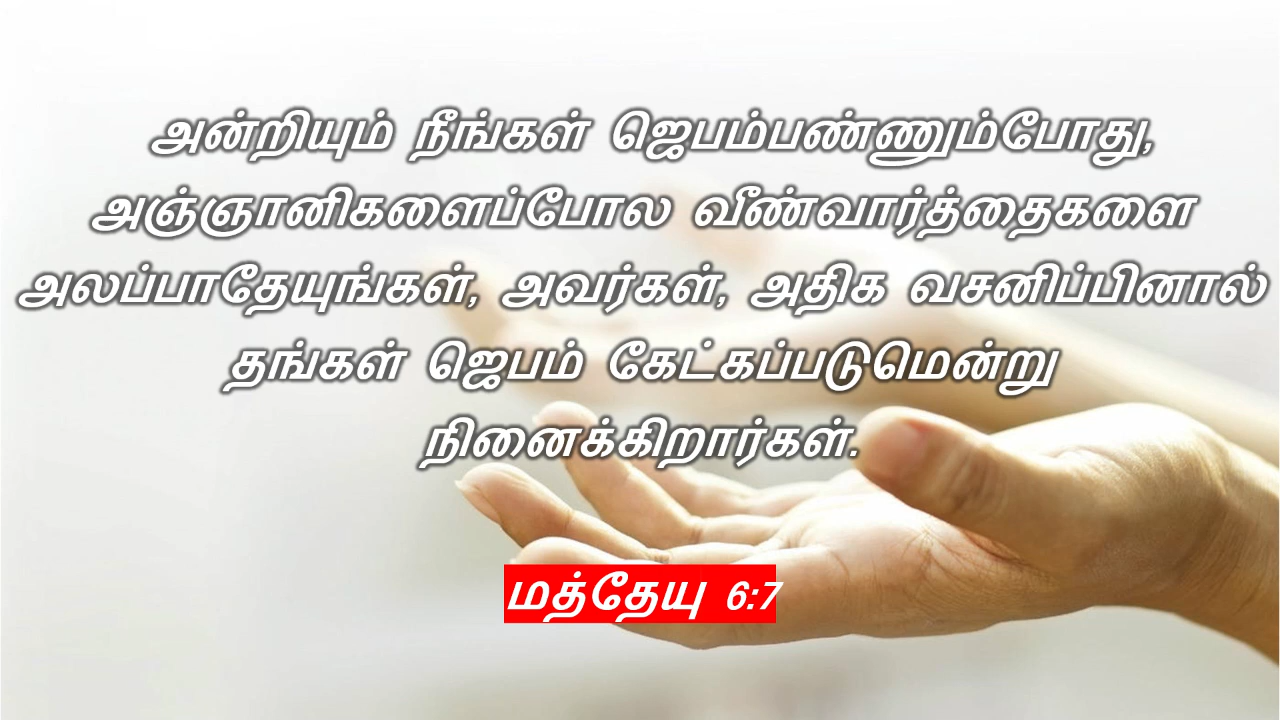 அன்றியும் நீங்கள் ஜெபம்பண்ணும்போது,
அஞ்ஞானிகளைப்போல வீண்வார்த்தைகளை
அலப்பாதேயுங்கள், அவர்கள், அதிக வசனிப்பினால்
தங்கள் ஜெபம் கேட்கப்படுமென்று
நினைக்கிறார்கள்.
மத்தேயு 6:7